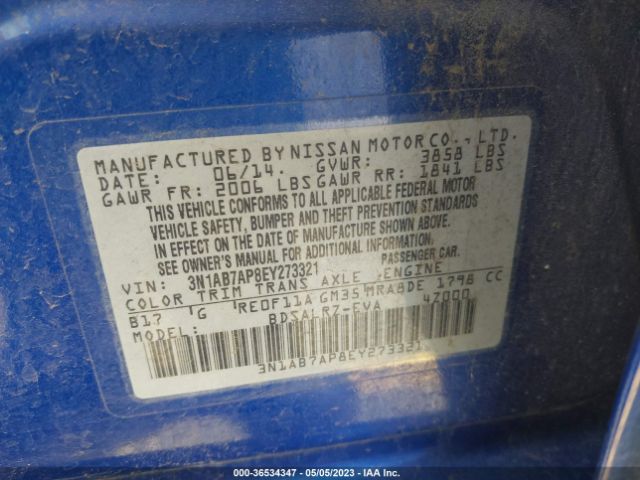 MANUFACTURED BY NISSAN MOTOR CO., LTD.
DATE: 06/14. GVWR: 3858 LBS
GAWR FR: 2006 LBS GAWR RR: 1841 LBS
THIS VEHICLE CONFORMS TO ALL APPLICABLE FEDERAL MOTOR
VEHICLE SAFETY, BUMPER AND THEFT PREVENTION STANDARDS
IN EFFECT ON THE DATE OF MANUFACTURE SHOWN ABOVE.
SEE OWNER'S MANUAL FOR ADDITIONAL INFORMATION.
VIN: 3N1AB7AP8EY273321 PASSENGER CAR.
COLOR TRIM TRANS AXLE ENGINE
B17 G RE0F11A GM35 MRA8DE 1798 CC
MODEL: BDSALR7-EVA 4Z000
3N1AB7AP8EY273321
000-36534347 - 05/05/2023 - IAA Inc.